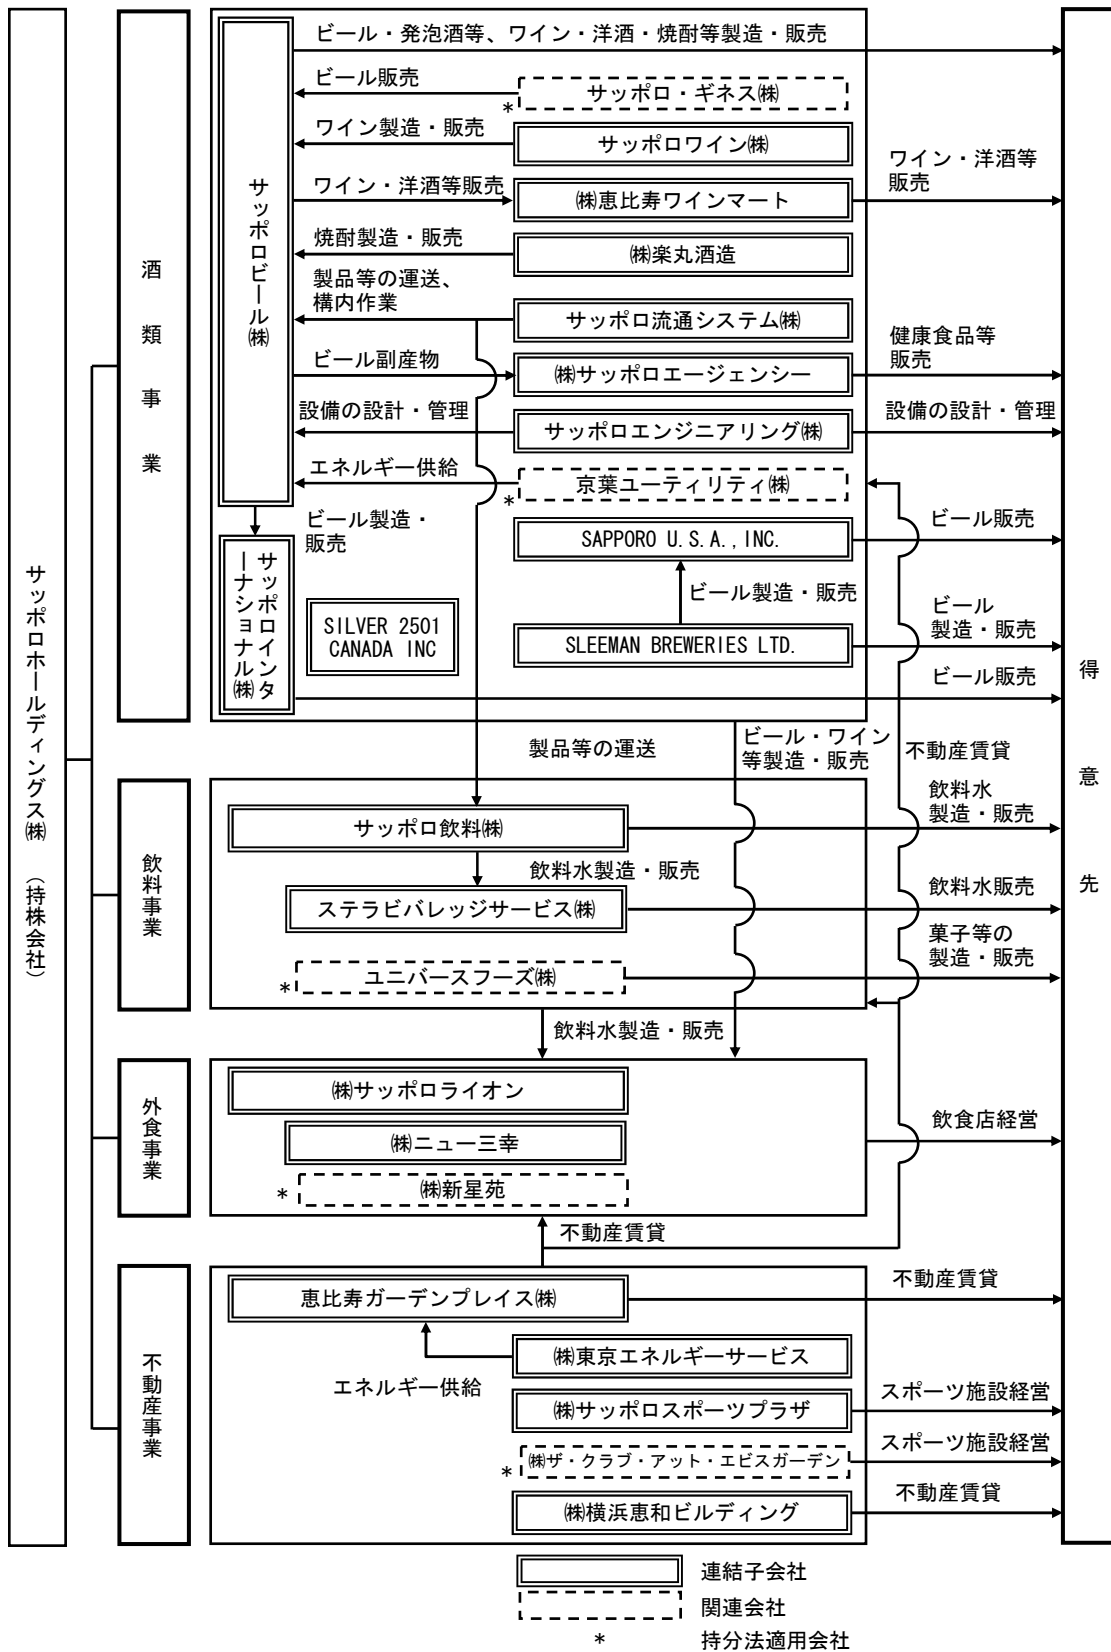 サッポロホールディングス㈱ (持株会社)
酒類事業
サッポロビール㈱
ビール・発泡酒等、ワイン・洋酒・焼酎等製造・販売
ビール販売
サッポロ・ギネス㈱
*
ワイン製造・販売
サッポロワイン㈱
ワイン・洋酒等販売
㈱恵比寿ワインマート
ワイン・洋酒等
販売
焼酎製造・販売
㈱楽丸酒造
製品等の運送、
構内作業
サッポロ流通システム㈱
ビール副産物
㈱サッポロエージェンシー
健康食品等
販売
設備の設計・管理
サッポロエンジニアリング㈱
設備の設計・管理
エネルギー供給
京葉ユーティリティ㈱
*
ビール製造・
販売
サッポロインタ
ーナショナル㈱
SAPPORO U.S.A.,INC.
ビール販売
ビール製造・販売
SILVER 2501
CANADA INC
SLEEMAN BREWERIES LTD.
ビール
製造・販売
ビール販売
得意先
製品等の運送
ビール・ワイン
等製造・販売
不動産賃貸
飲料事業
サッポロ飲料㈱
飲料水
製造・販売
飲料水製造・販売
ステラビバレッジサービス㈱
飲料水販売
ユニバースフーズ㈱
*
菓子等の
製造・販売
飲料水製造・販売
外食事業
㈱サッポロライオン
㈱ニュー三幸
飲食店経営
* ㈱新星苑
不動産賃貸
不動産事業
恵比寿ガーデンプレイス㈱
不動産賃貸
㈱東京エネルギーサービス
エネルギー供給
㈱サッポロスポーツプラザ
スポーツ施設経営
㈱ザ・クラブ・アット・エビスガーデン
*
スポーツ施設経営
㈱横浜恵和ビルディング
不動産賃貸
連結子会社
関連会社
* 持分法適用会社